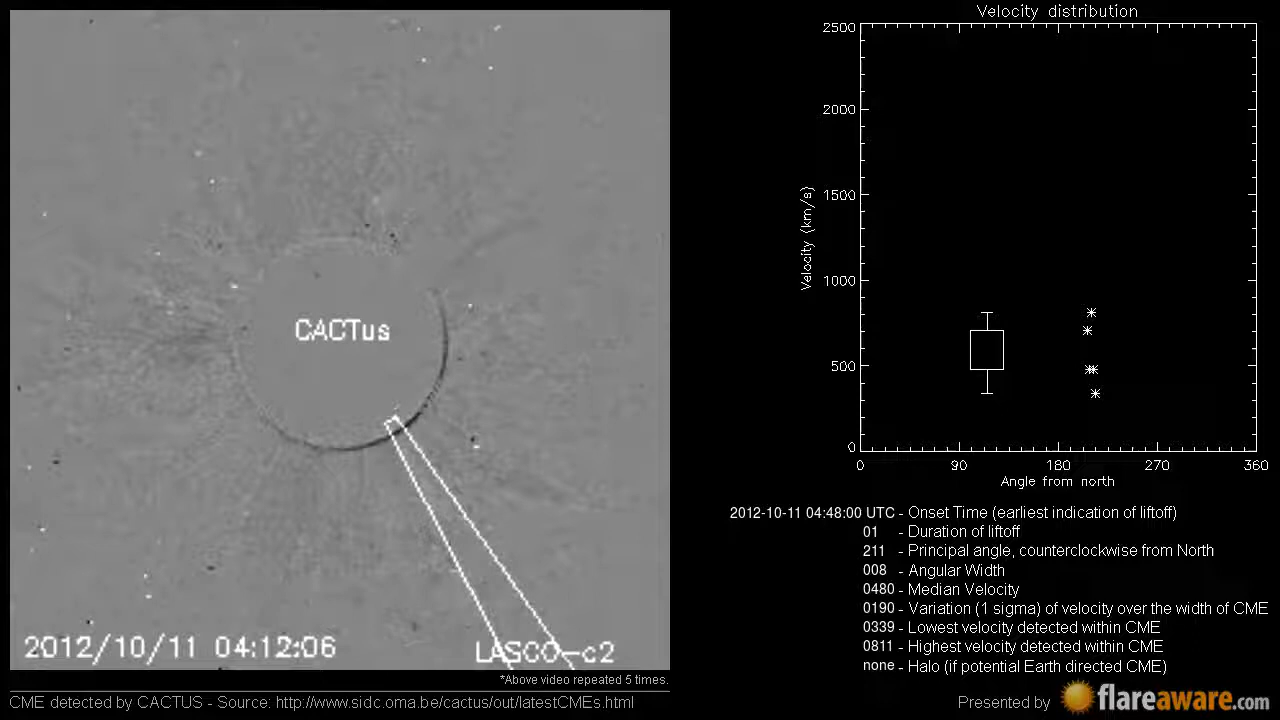 CACTus
2012/10/11 04:12:06
LASCO-c2
*Above video repeated 5 times.
CME detected by CACTUS - Source: http://www.sidc.oma.be/cactus/out/latestCMEs.html
Velocity distribution
Velocity (km/s)
2500
2000
1500
1000
500
0
0 90 180 270 360
Angle from north
2012-10-11 04:48:00 UTC - Onset Time (earliest indication of liftoff)
01 - Duration of liftoff
211 - Principal angle, counterclockwise from North
008 - Angular Width
0480 - Median Velocity
0190 - Variation (1 sigma) of velocity over the width of CME
0339 - Lowest velocity detected within CME
0811 - Highest velocity detected within CME
none - Halo (if potential Earth directed CME)
Presented by flareaware.com